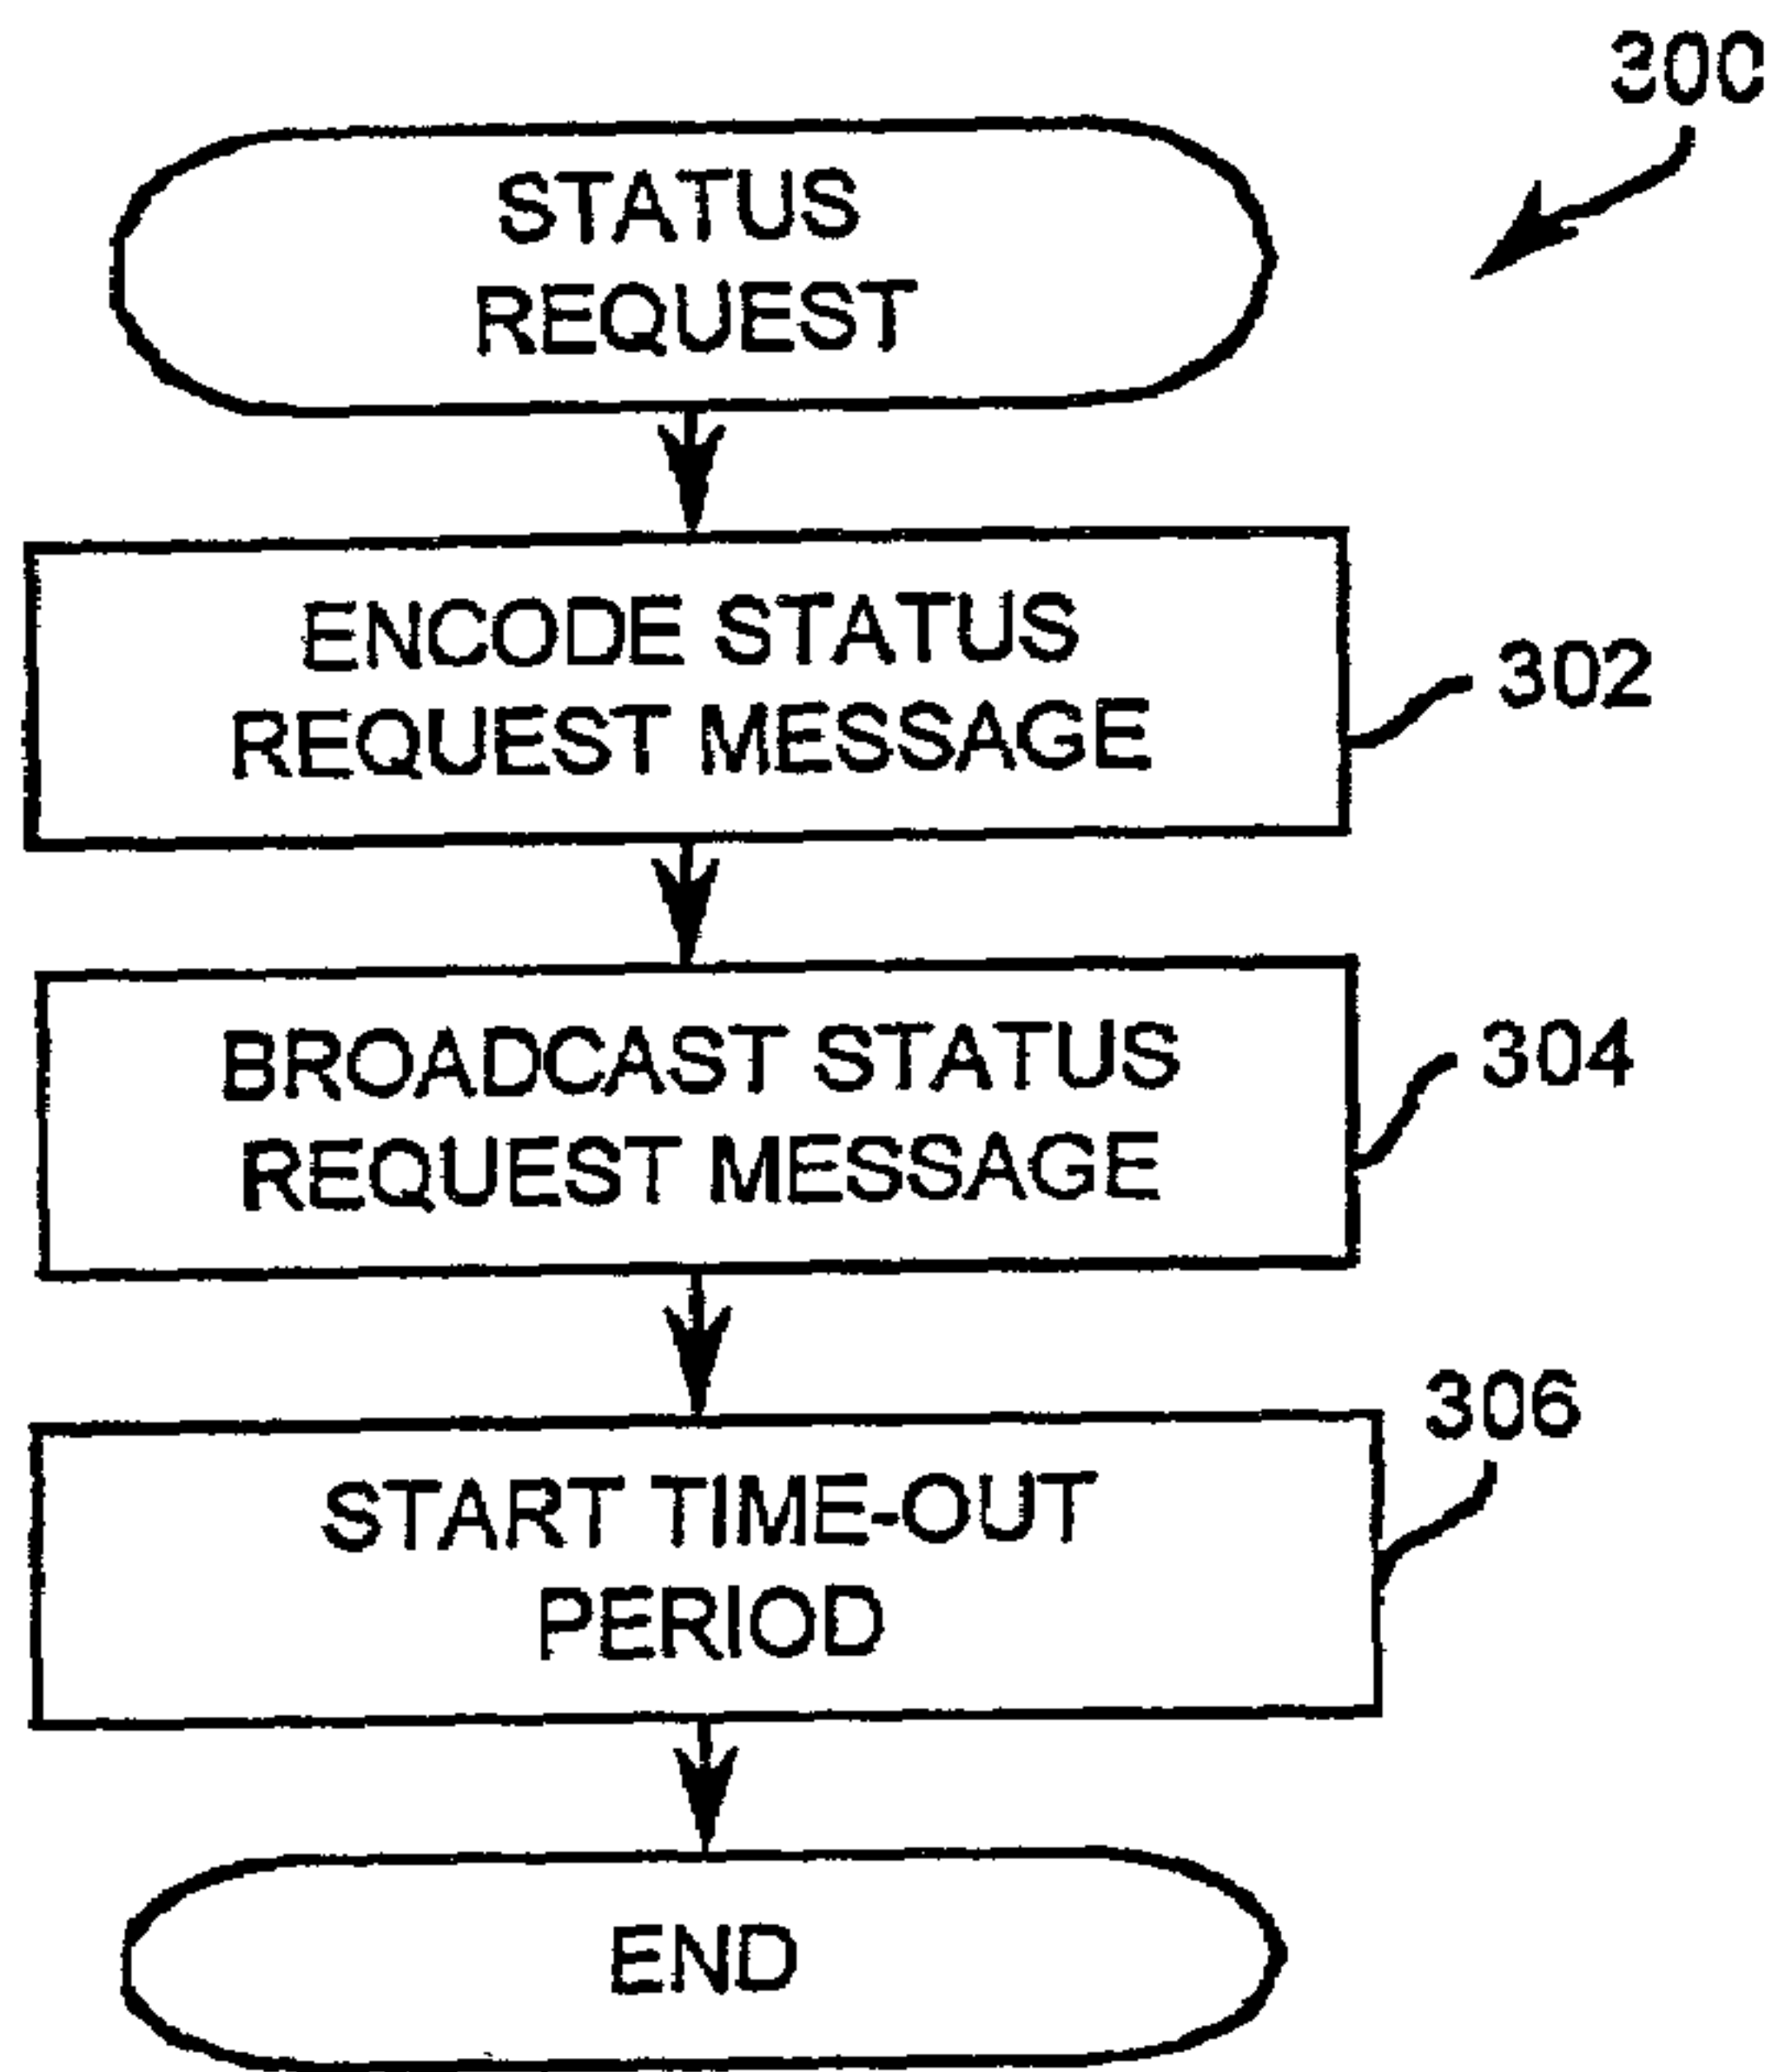 300
STATUS
REQUEST
ENCODE STATUS
REQUEST MESSAGE
302
BROADCAST STATUS
REQUEST MESSAGE
304
306
START TIME-OUT
PERIOD
END